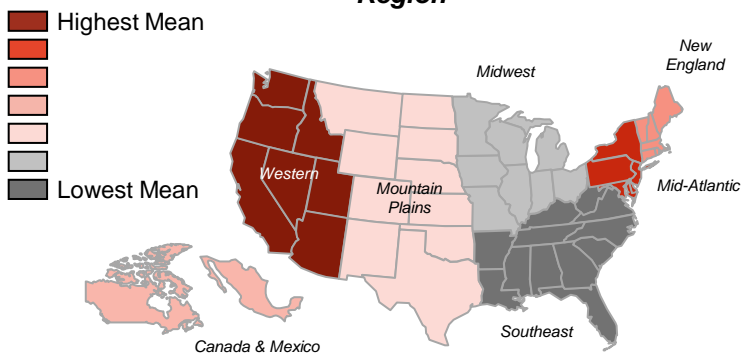 Region
Highest Mean
New
England
Midwest
Western
Mountain
Plains
Mid-Atlantic
Lowest Mean
Southeast
Canada & Mexico